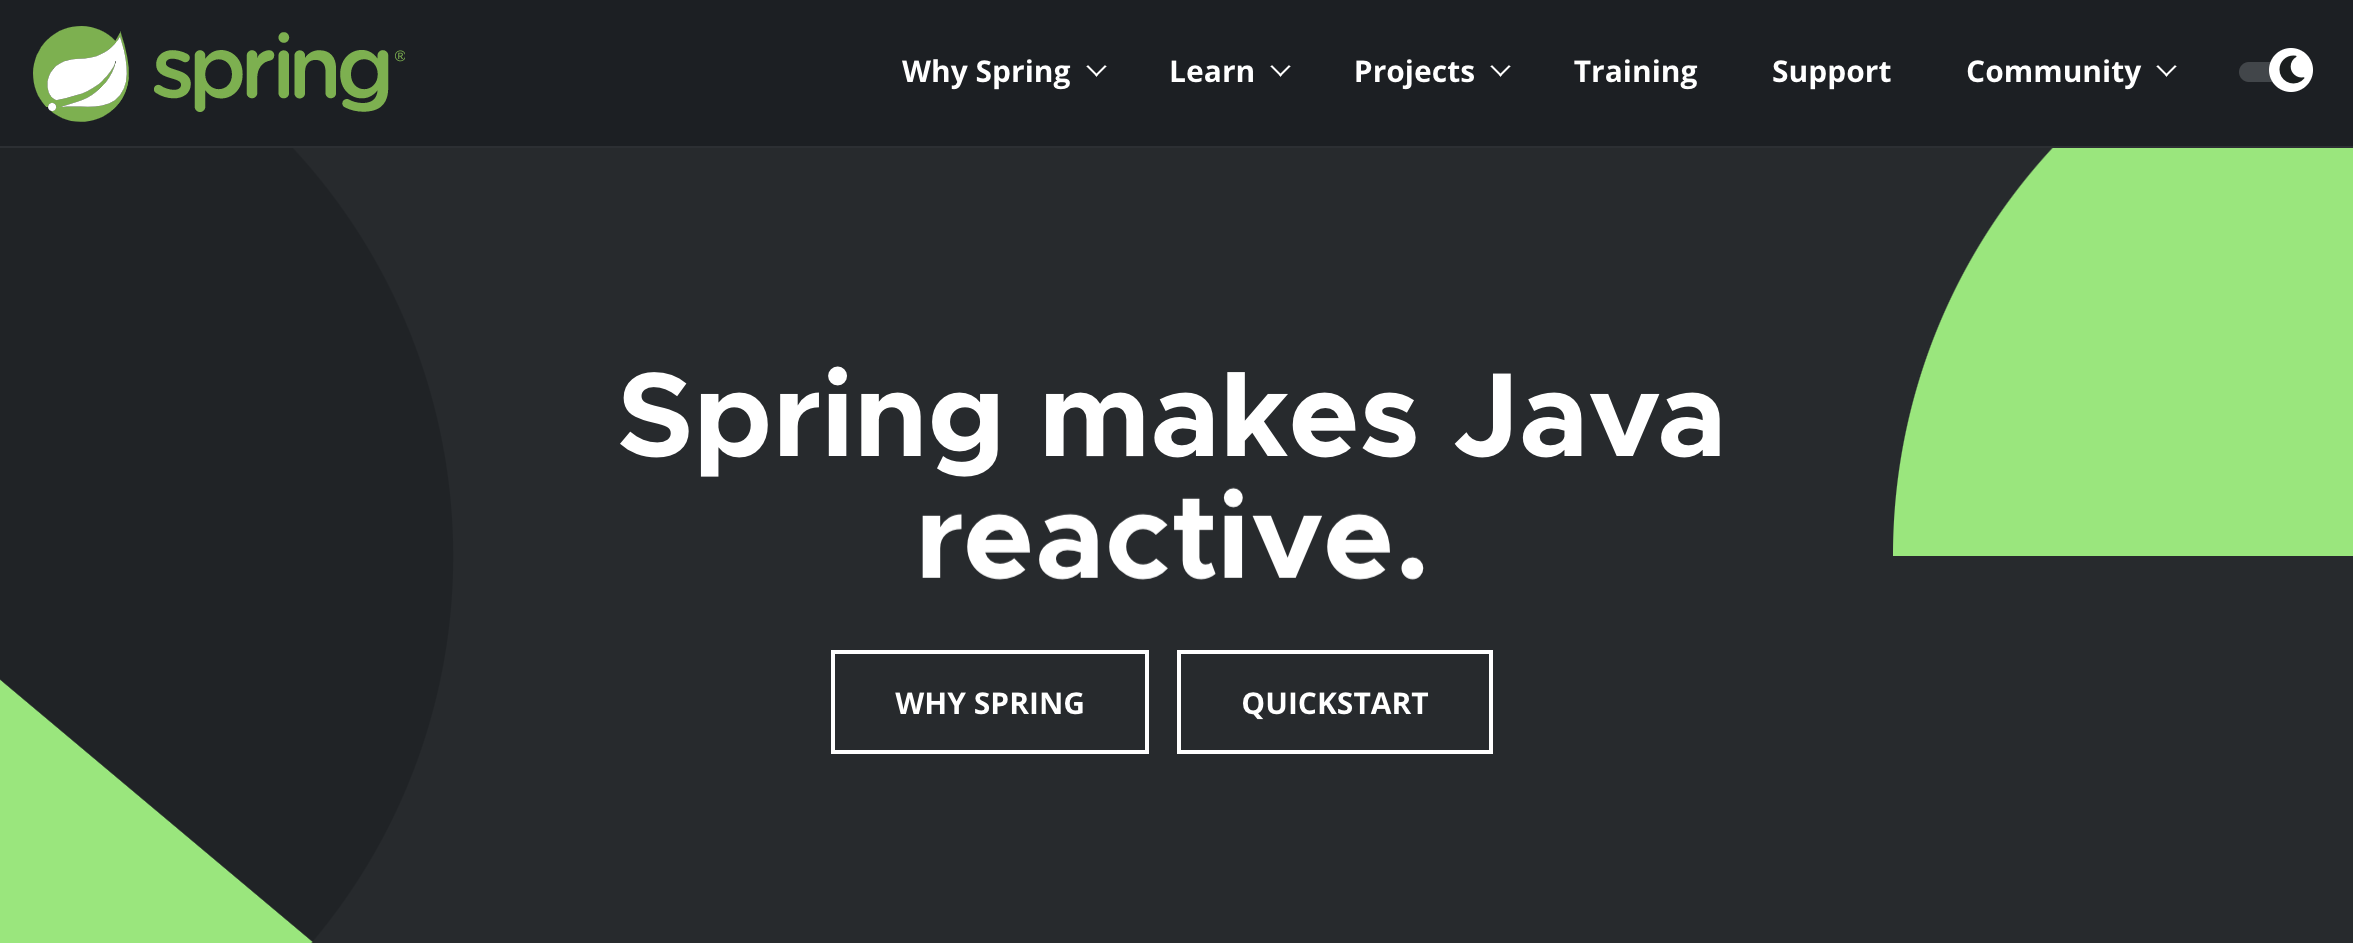 spring®
Why Spring
Learn
Projects
Training
Support
Community
Spring makes Java
reactive.
WHY SPRING
QUICKSTART